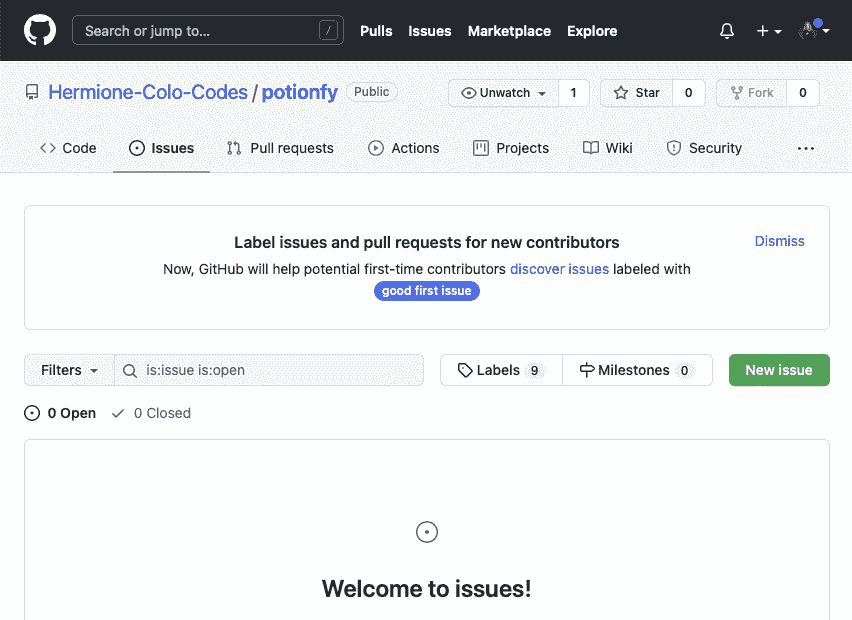 Search or jump to... / Pulls Issues Marketplace Explore
Hermione-Colo-Codes / potionfy Public Unwatch 1 Star 0 Fork 0
Code Issues Pull requests Actions Projects Wiki Security ...
Label issues and pull requests for new contributors Dismiss
Now, GitHub will help potential first-time contributors discover issues labeled with
good first issue
Filters is:issue is:open Labels 9 Milestones 0 New issue
0 Open 0 Closed
Welcome to issues!